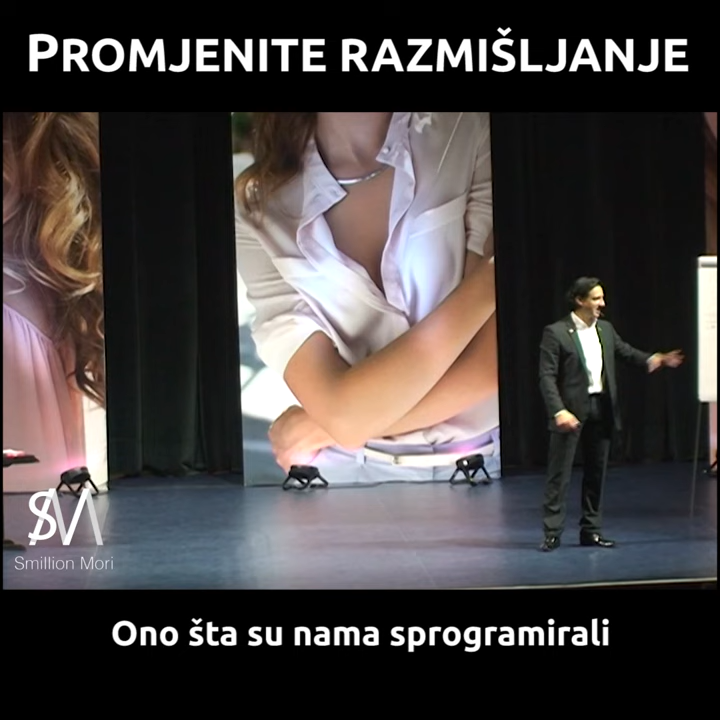 PROMJENITE RAZMIŠLJANJE
SM
Smillion Mori
Ono šta su nama sprogramirali